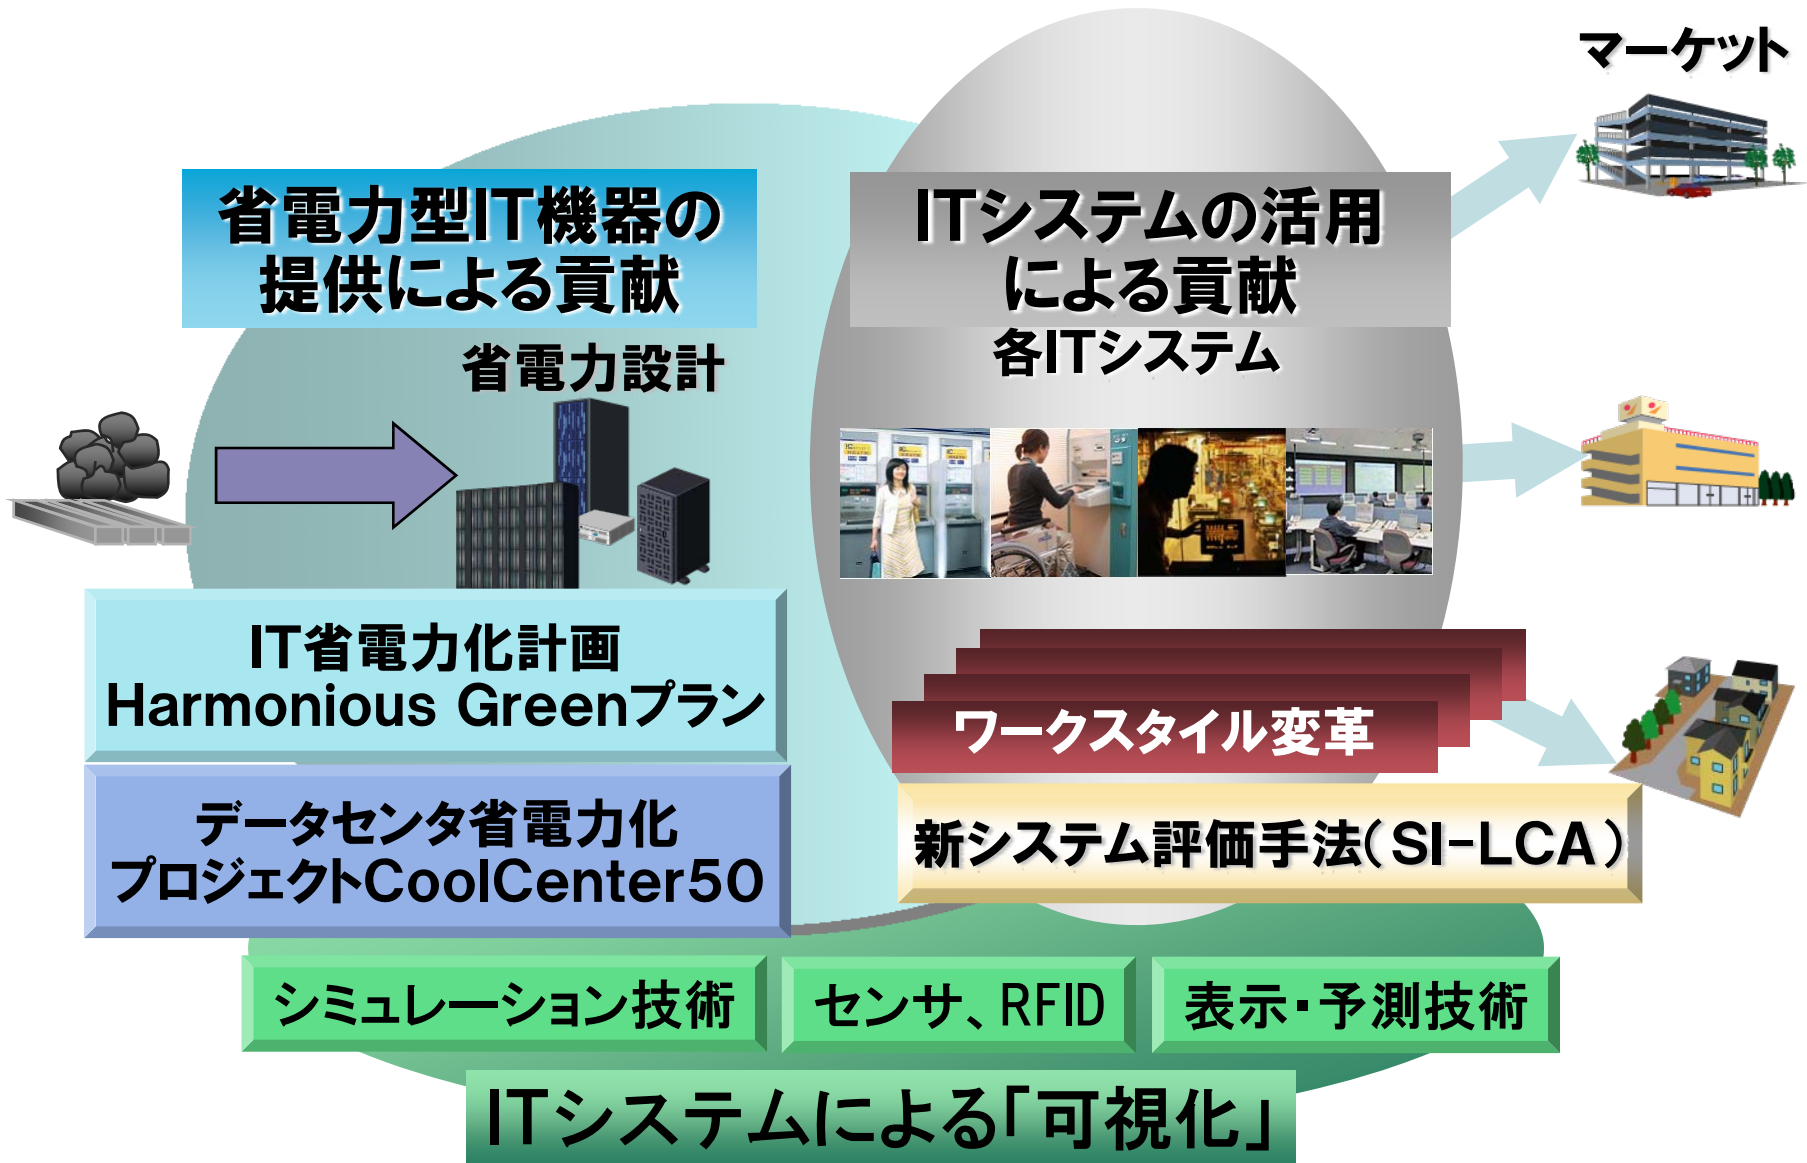 マーケット
省電力型IT機器の
提供による貢献
ITシステムの活用
による貢献
省電力設計
各ITシステム
IT省電力化計画
Harmonious Greenプラン
ワークスタイル変革
データセンタ省電力化
プロジェクトCoolCenter50
新システム評価手法(SI-LCA)
シミュレーション技術
センサ、RFID
表示・予測技術
ITシステムによる「可視化」